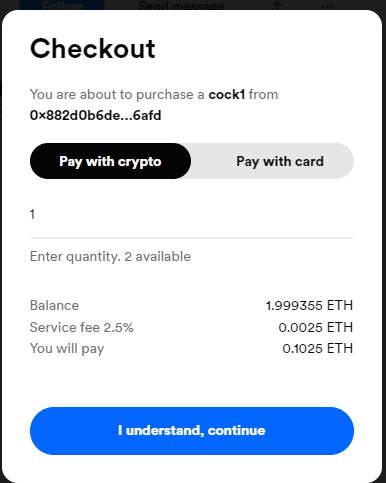 Follow Send message
Checkout
You are about to purchase a cock1 from
0x882d0b6de...6afd
Pay with crypto Pay with card
1
Enter quantity. 2 available
Balance 1.999355 ETH
Service fee 2.5% 0.0025 ETH
You will pay 0.1025 ETH
I understand, continue